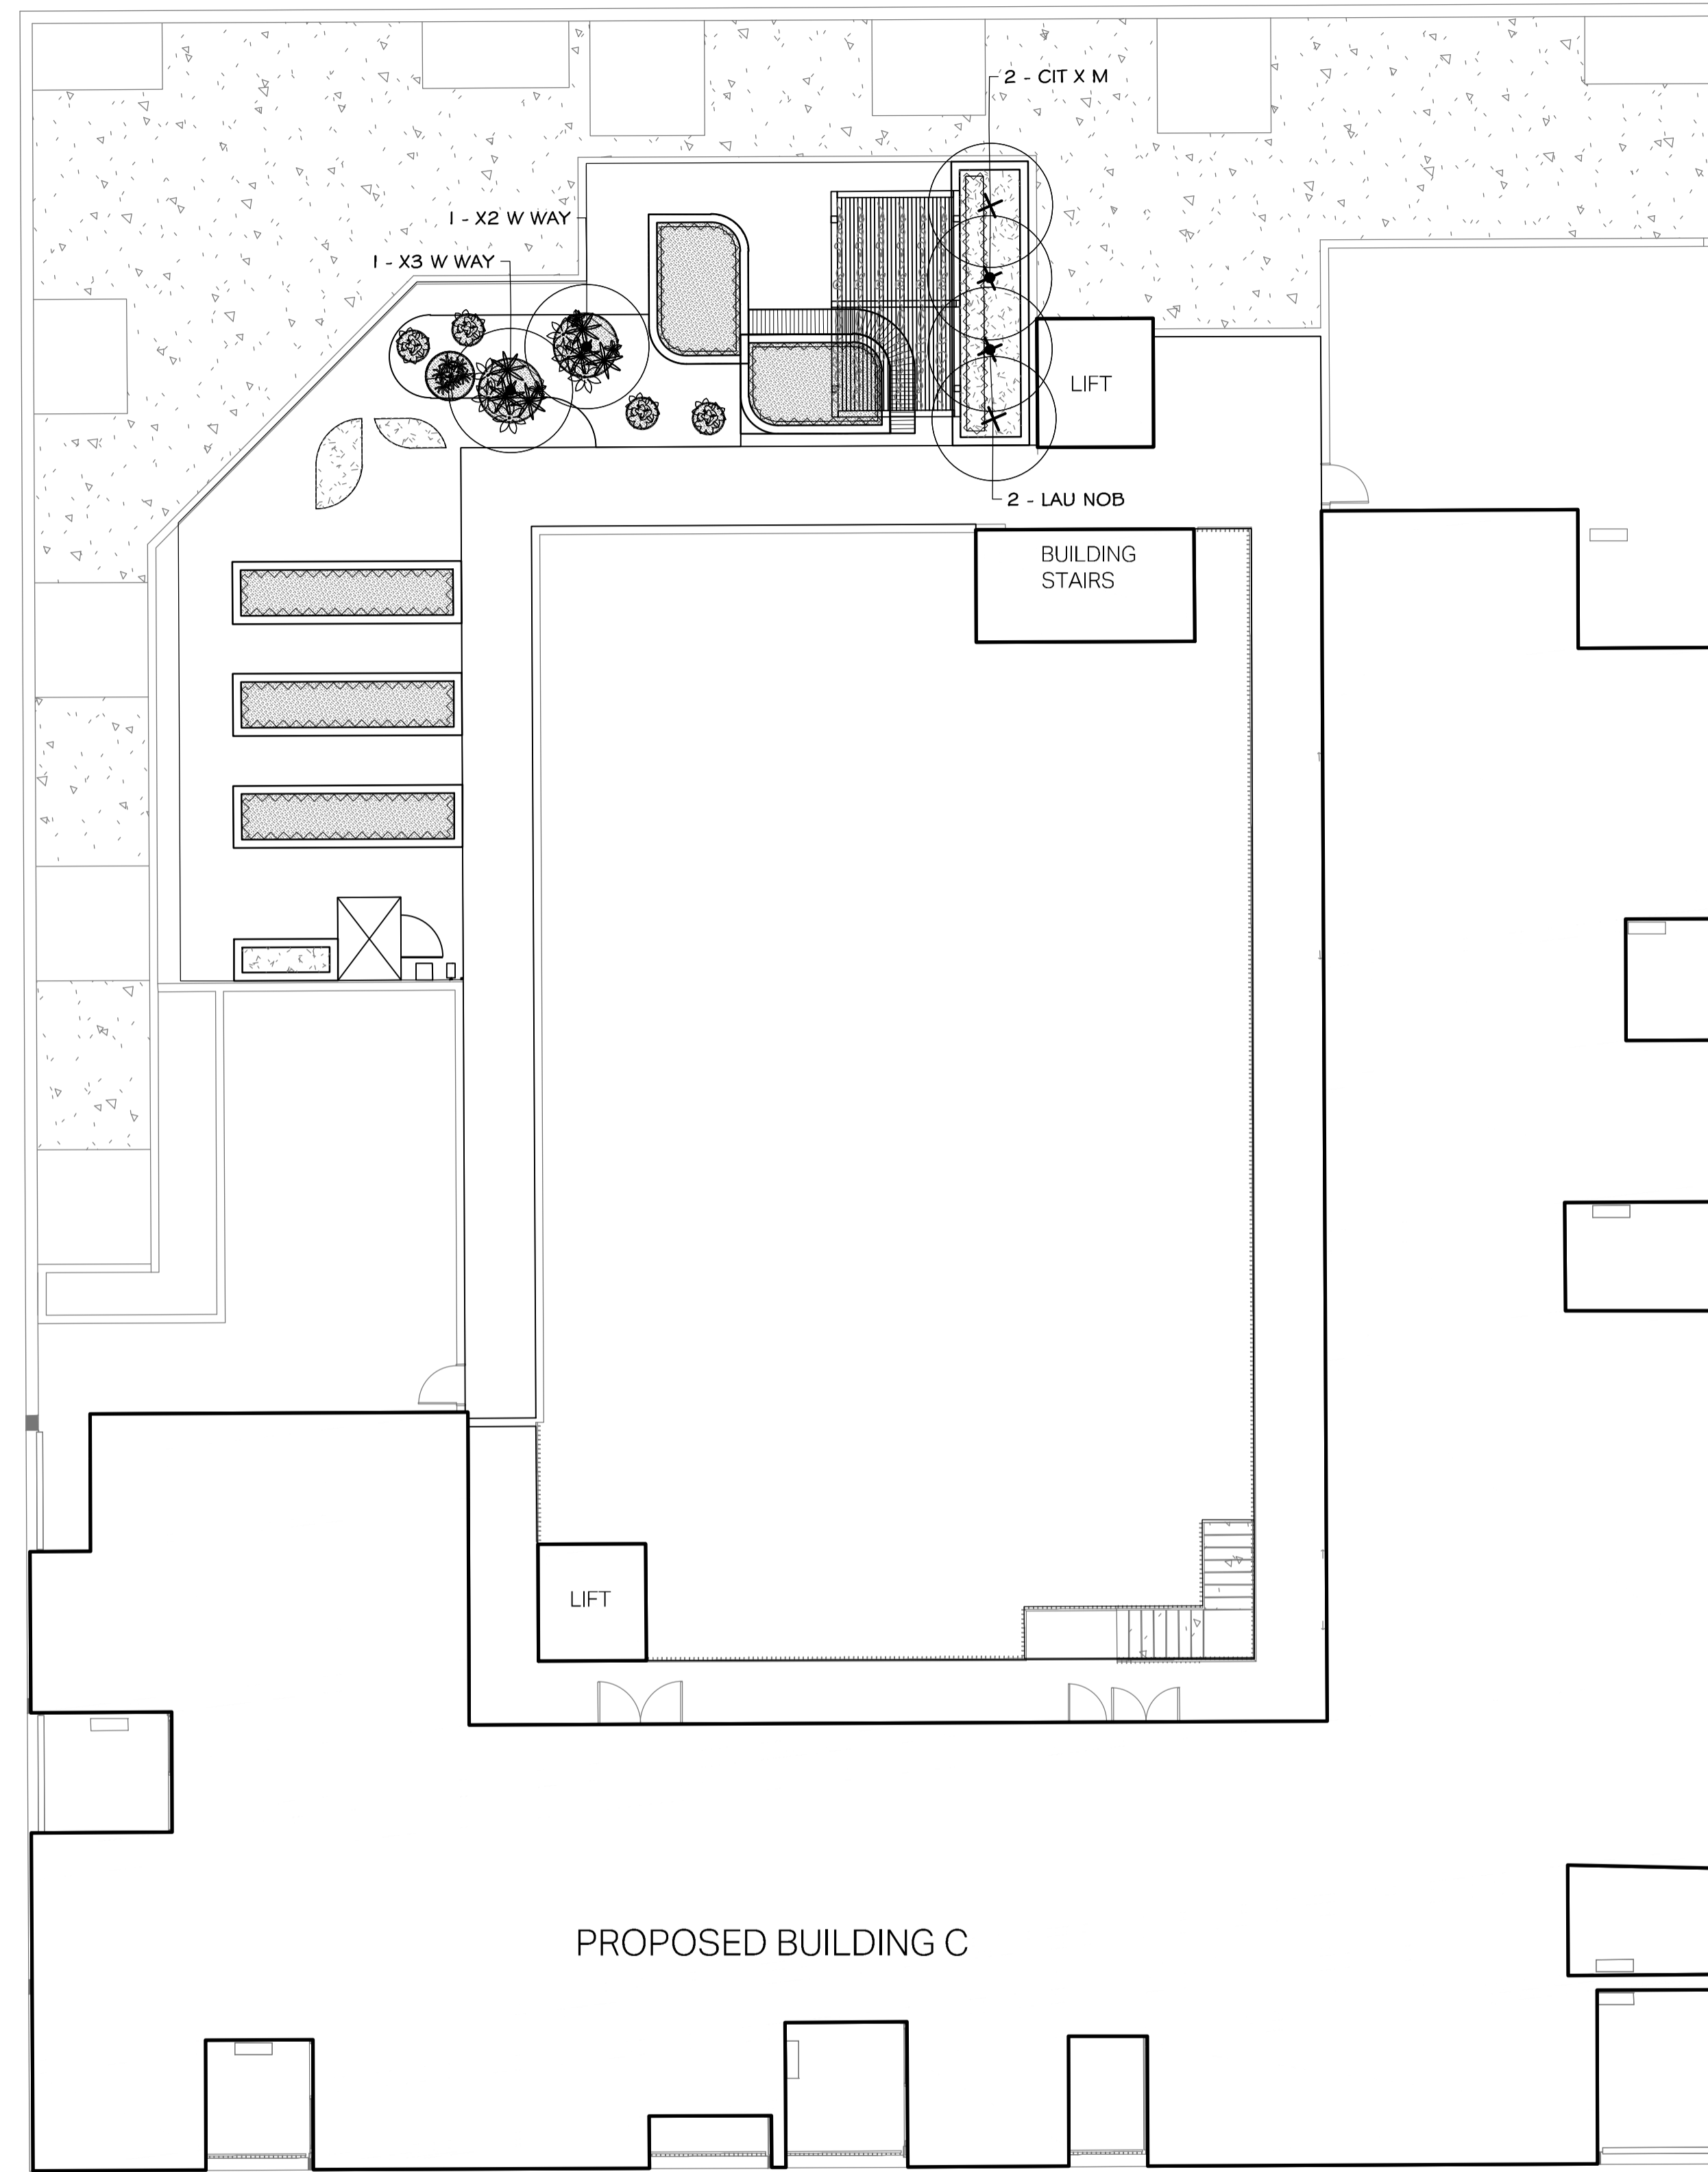 2 - CIT X M
1 - X2 W WAY
1 - X3 W WAY
LIFT
2 - LAU NOB
BUILDING
STAIRS
LIFT
PROPOSED BUILDING C